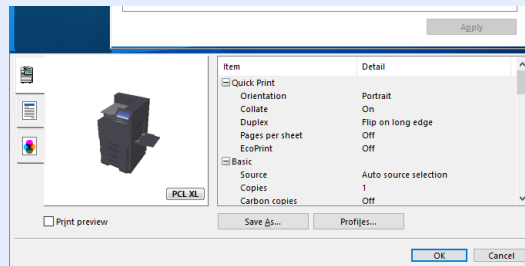 Apply
Item Detail
Quick Print
Orientation Portrait
Collate On
Duplex Flip on long edge
Pages per sheet Off
EcoPrint Off
Basic
Source Auto source selection
Copies 1
Carbon copies Off
PCL XL
Print preview Save As... Profiles...
OK Cancel